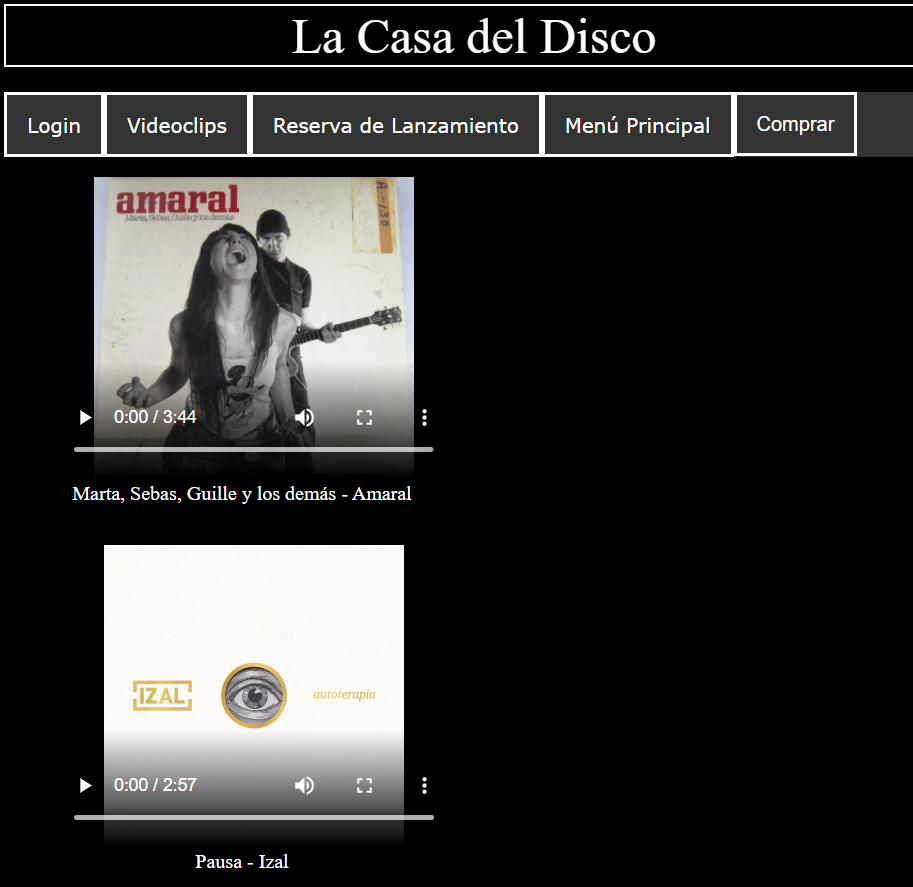 La Casa del Disco
Login Videoclips Reserva de Lanzamiento Menú Principal Comprar
amaral
Marta, Sebas, Guille y los demás
A.-130
0:00 / 3:44
Marta, Sebas, Guille y los demás - Amaral
IZAL autoterapia
0:00 / 2:57
Pausa - Izal